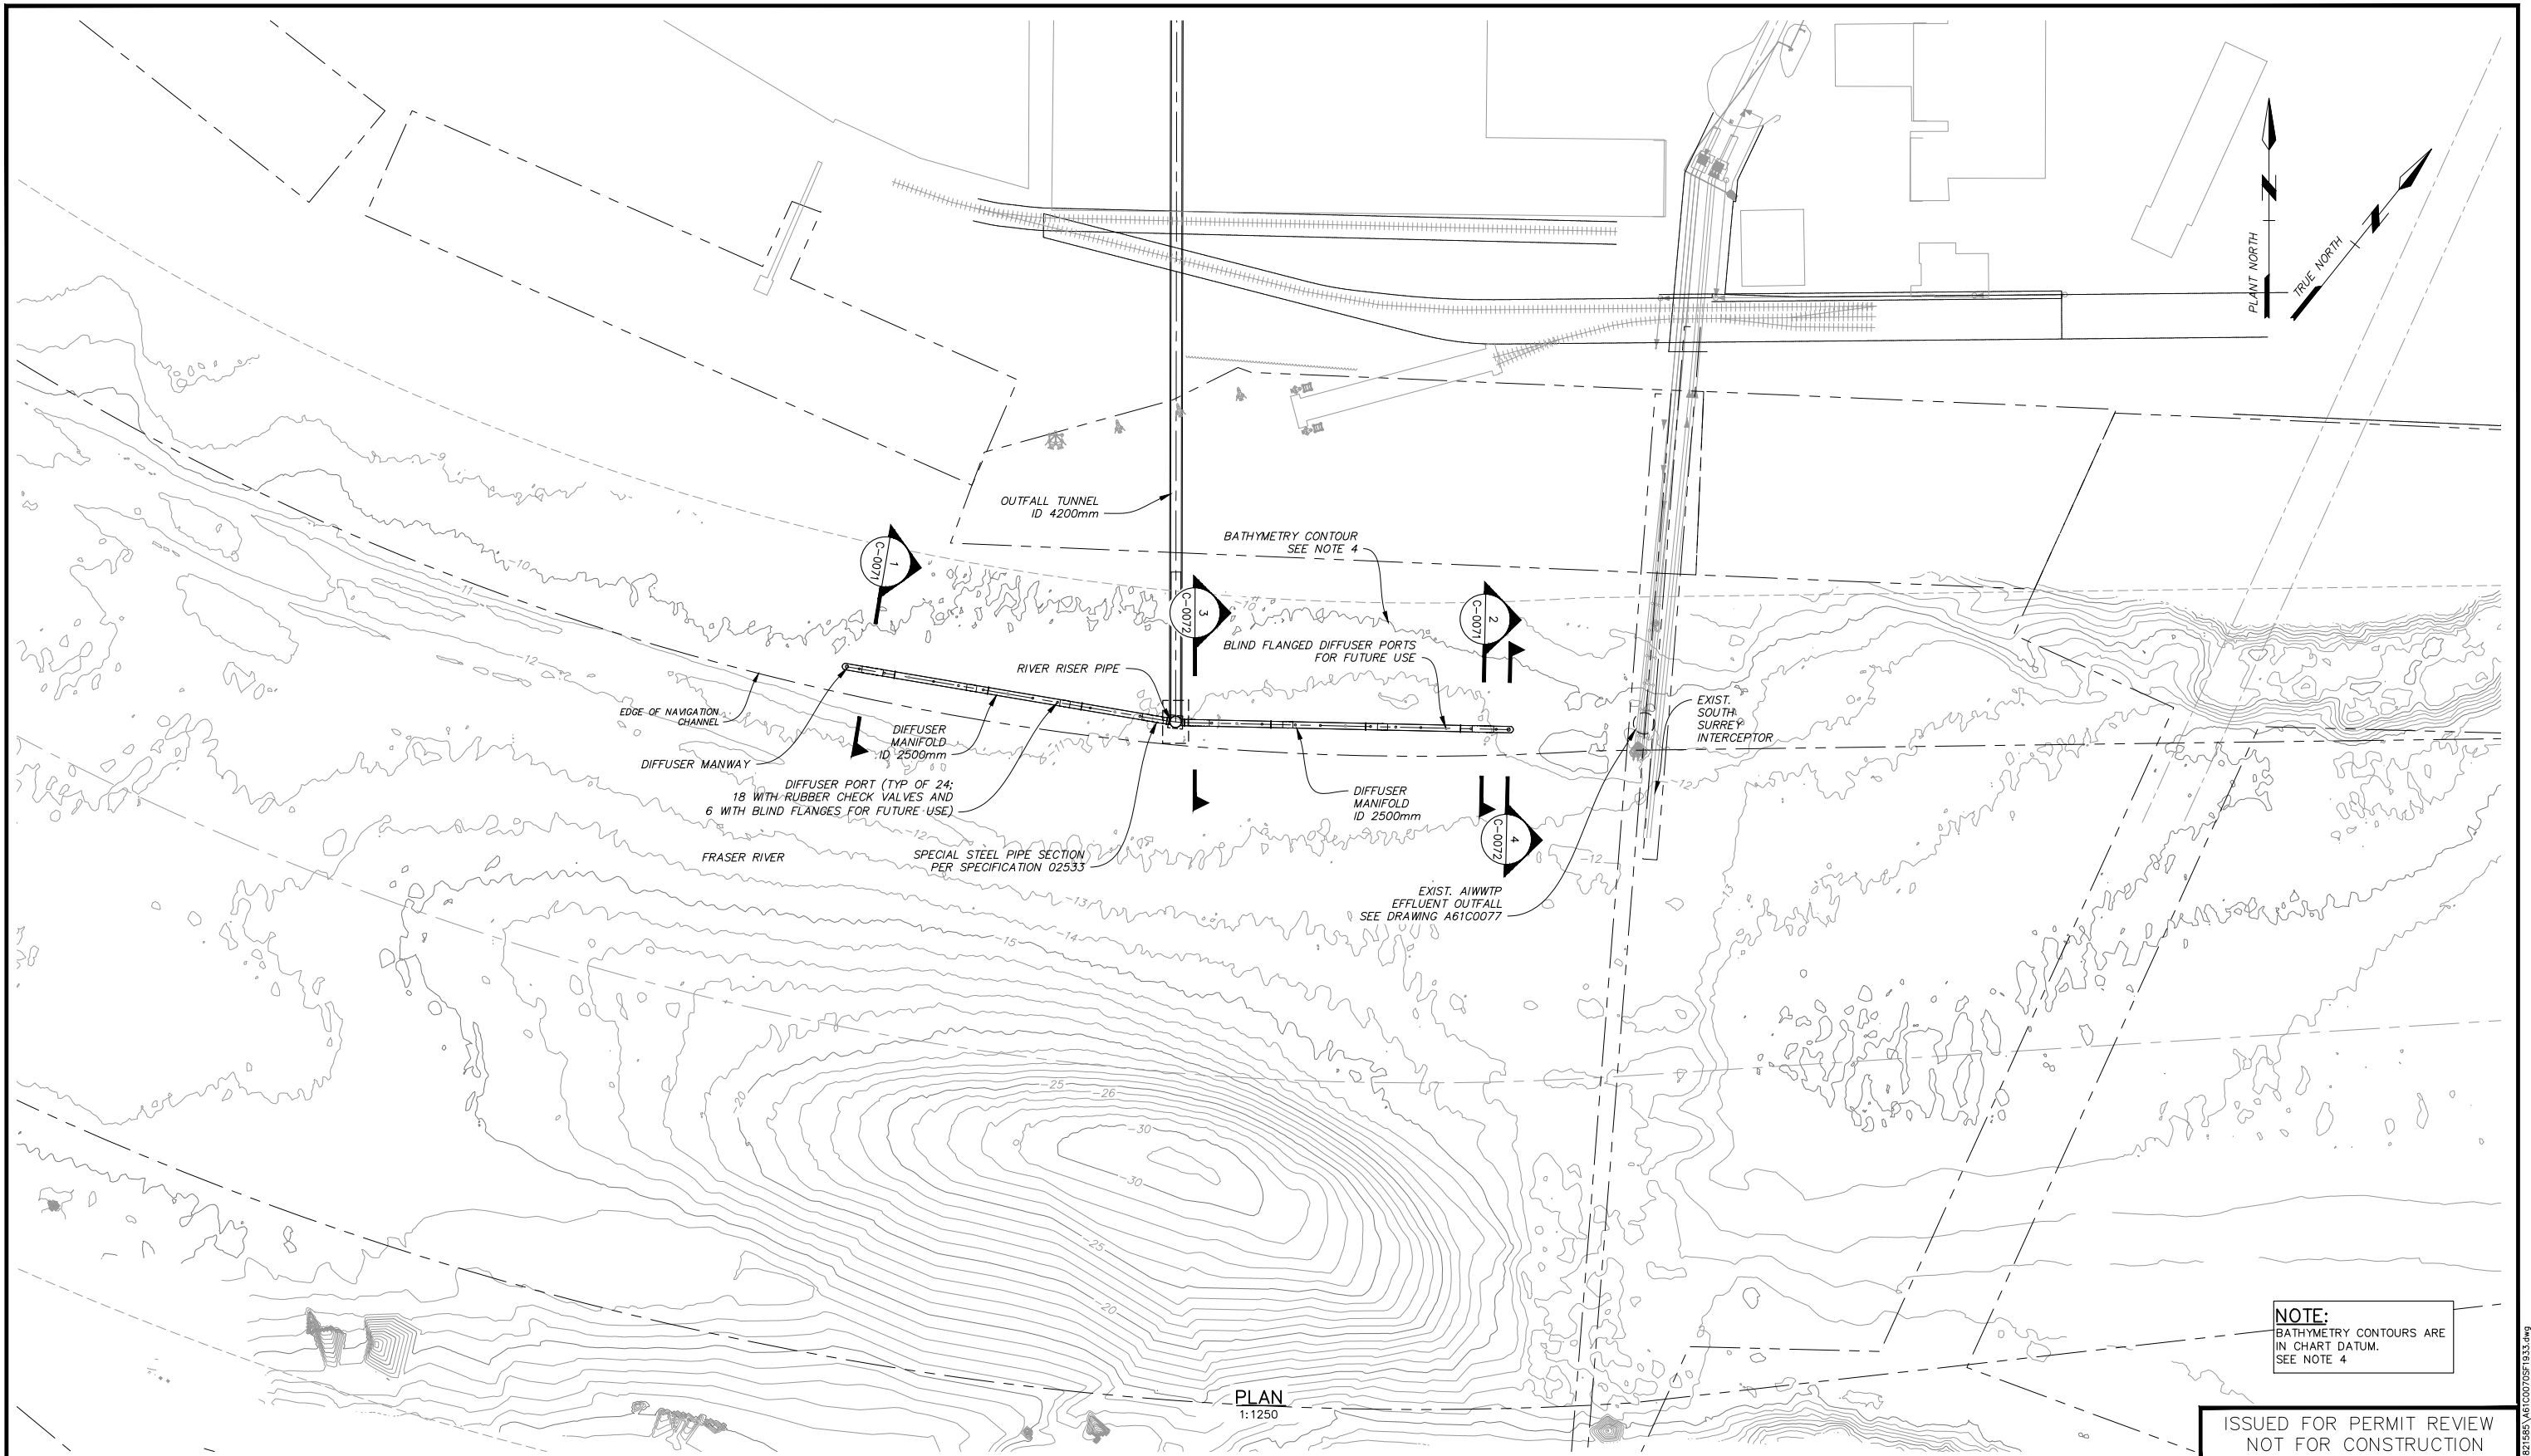 PLANT NORTH
N
TRUE NORTH
N
-9
-10
-11
-12
OUTFALL TUNNEL
ID 4200mm
BATHYMETRY CONTOUR
SEE NOTE 4
1
C-0071
3
C-0072
-10
2
C-0071
BLIND FLANGED DIFFUSER PORTS
FOR FUTURE USE
RIVER RISER PIPE
EDGE OF NAVIGATION
CHANNEL
DIFFUSER
MANIFOLD
ID 2500mm
-11
DIFFUSER MANWAY
DIFFUSER PORT (TYP OF 24;
18 WITH RUBBER CHECK VALVES AND
6 WITH BLIND FLANGES FOR FUTURE USE)
DIFFUSER
MANIFOLD
ID 2500mm
EXIST.
SOUTH
SURREY
INTERCEPTOR
-12
4
C-0072
-12
-12
FRASER RIVER
SPECIAL STEEL PIPE SECTION
PER SPECIFICATION 02533
EXIST. AIWWTP
EFFLUENT OUTFALL
SEE DRAWING A61C0077
-13
-13
-14
-15
-20
-25
-26
-30
-30
-25
-20
PLAN
1:1250
NOTE:
BATHYMETRY CONTOURS ARE
IN CHART DATUM.
SEE NOTE 4
ISSUED FOR PERMIT REVIEW
NOT FOR CONSTRUCTION